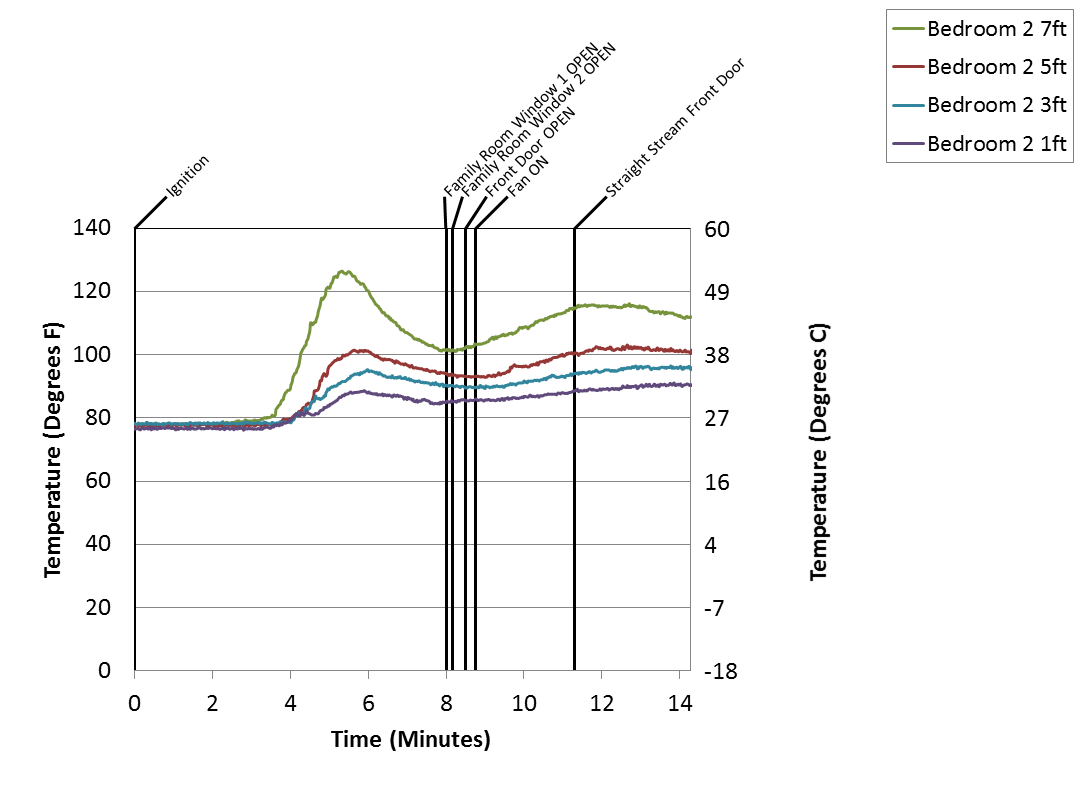 Bedroom 2 7ft
Bedroom 2 5ft
Bedroom 2 3ft
Bedroom 2 1ft
Ignition
Family Room Window 1 OPEN
Family Room Window 2 OPEN
Front Door OPEN
Fan ON
Straight Stream Front Door
Temperature (Degrees F)
140
120
100
80
60
40
20
0
60
49
38
27
16
4
-7
-18
Temperature (Degrees C)
0 2 4 6 8 10 12 14
Time (Minutes)